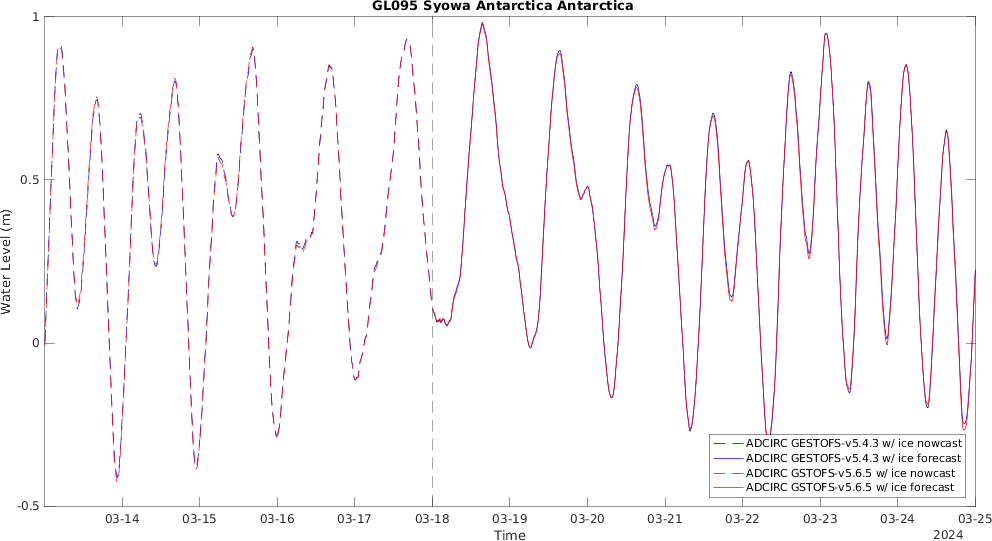 GL095 Syowa Antarctica Antarctica
Water Level (m)
1
0.5
0
-0.5
ADCIRC GESTOFS-v5.4.3 w/ ice nowcast
ADCIRC GESTOFS-v5.4.3 w/ ice forecast
ADCIRC GSTOFS-v5.6.5 w/ ice nowcast
ADCIRC GSTOFS-v5.6.5 w/ ice forecast
03-14 03-15 03-16 03-17 03-18 03-19 03-20 03-21 03-22 03-23 03-24 03-25
Time
2024